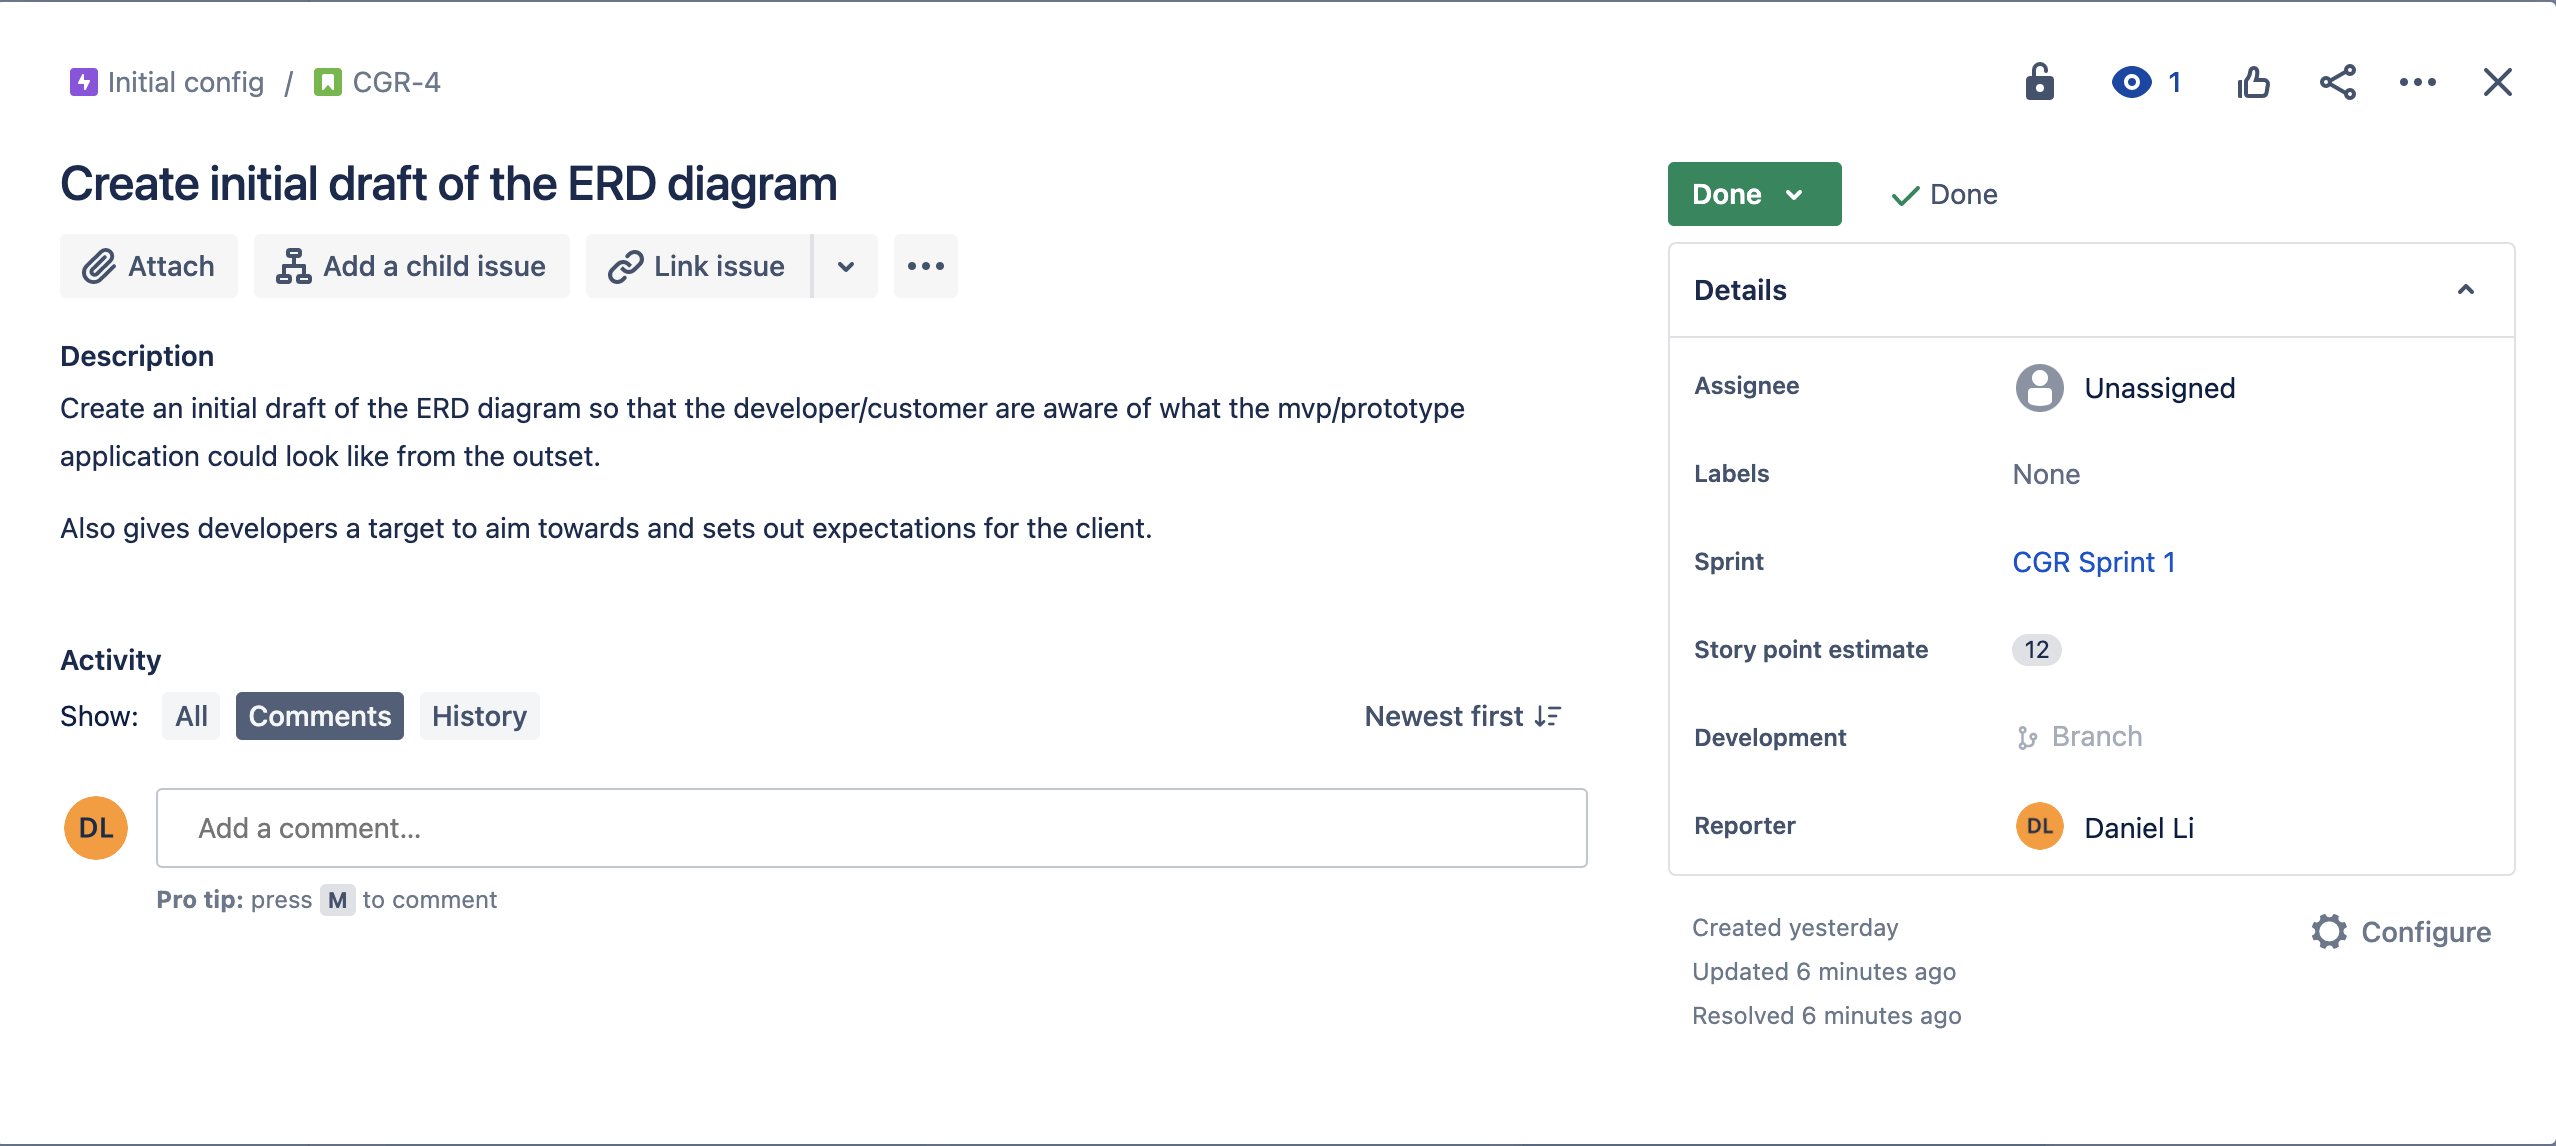 Initial config / CGR-4
1
Create initial draft of the ERD diagram
Attach
Add a child issue
Link issue
Description
Create an initial draft of the ERD diagram so that the developer/customer are aware of what the mvp/prototype
application could look like from the outset.
Also gives developers a target to aim towards and sets out expectations for the client.
Activity
Show: All Comments History
Newest first
DL
Add a comment...
Pro tip: press M to comment
Done
Done
Details
Assignee Unassigned
Labels None
Sprint CGR Sprint 1
Story point estimate 12
Development Branch
Reporter DL Daniel Li
Created yesterday
Configure
Updated 6 minutes ago
Resolved 6 minutes ago